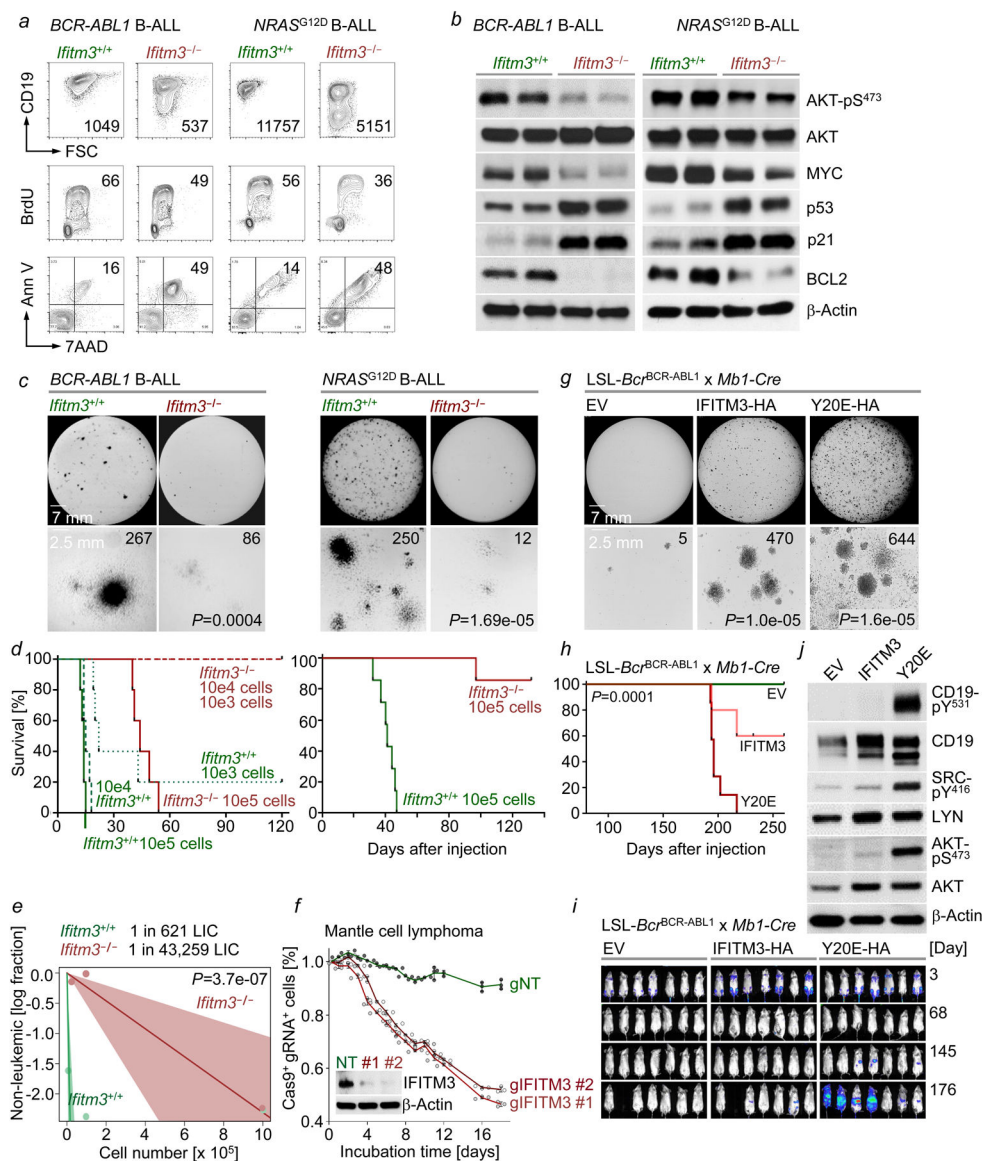 a
BCR-ABL1 B-ALL
NRASG12D B-ALL
Ifitm3+/+
Ifitm3−/−
Ifitm3+/+
Ifitm3−/−
CD19
1049
537
11757
5151
FSC
BrdU
66
49
56
36
Ann V
16
49
14
48
7AAD
b
BCR-ABL1 B-ALL
NRASG12D B-ALL
Ifitm3+/+
Ifitm3−/−
Ifitm3+/+
Ifitm3−/−
AKT-pS473
AKT
MYC
p53
p21
BCL2
β-Actin
c
BCR-ABL1 B-ALL
NRASG12D B-ALL
Ifitm3+/+
Ifitm3−/−
Ifitm3+/+
Ifitm3−/−
7 mm
2.5 mm
267
86
P=0.0004
250
12
P=1.69e-05
g
LSL-BcrBCR-ABL1 x Mb1-Cre
EV
IFITM3-HA
Y20E-HA
7 mm
2.5 mm
5
470
P=1.0e-05
644
P=1.6e-05
d
Survival [%]
100
80
60
40
20
0
0
30
60
90
120
Ifitm3−/−
10e4 cells
10e3 cells
Ifitm3+/+
10e3 cells
10e4
Ifitm3+/+
Ifitm3−/− 10e5 cells
Ifitm3+/+10e5 cells
100
80
60
40
20
0
0
30
60
90
120
Ifitm3−/−
10e5 cells
Ifitm3+/+ 10e5 cells
Days after injection
h
LSL-BcrBCR-ABL1 x Mb1-Cre
100
80
60
40
20
0
P=0.0001
EV
IFITM3
Y20E
100
150
200
250
Days after injection
j
EV
IFITM3
Y20E
CD19-
pY531
CD19
SRC-
pY416
LYN
AKT-
pS473
AKT
β-Actin
e
Ifitm3+/+ 1 in 621 LIC
Ifitm3−/− 1 in 43,259 LIC
Non-leukemic [log fraction]
0.0
-0.5
-1.0
-1.5
-2.0
P=3.7e-07
Ifitm3−/−
Ifitm3+/+
0
2
4
6
8
10
Cell number [x 105]
f
Mantle cell lymphoma
Cas9+ gRNA+ cells [%]
1.0
0.8
0.6
0.4
gNT
NT #1 #2
IFITM3
β-Actin
gIFITM3 #2
gIFITM3 #1
0
4
8
12
16
Incubation time [days]
i
LSL-BcrBCR-ABL1 x Mb1-Cre
EV
IFITM3-HA
Y20E-HA
[Day]
3
68
145
176